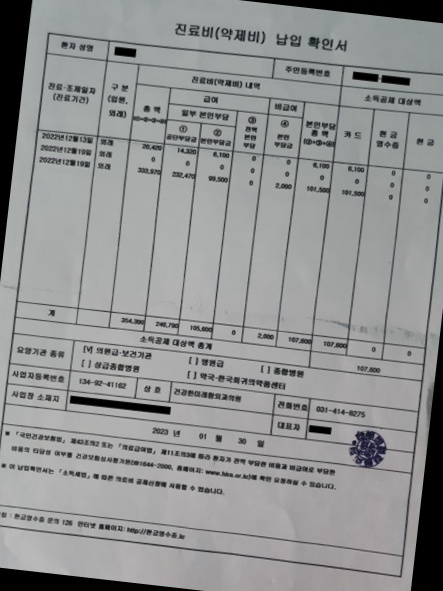 진료비(약제비) 납입 확인서
환자 성명
주민등록번호
진료·조제일자
(진료기간)
구 분
(입원,
외래)
진료비(약제비) 내역
소득공제 대상액
총 액
급여
비급여
본인부담
총 액
카 드
현 금
영수증
현 금
일부 본인부담
① 공단부담금
② 본인부담금
③ 전액 본인 부담
④ 본인 부담금
2022년12월13일 외래 20,420 14,320 6,100 0 0 6,100 6,100 0 0
2022년12월19일 외래 0 0 0 0 0 0 0 0 0
2022년12월19일 외래 333,970 232,470 99,500 0 2,000 101,500 101,500 0 0
계 354,390 246,790 105,600 0 2,000 107,600 107,600 0 0
소득공제 대상액 총계 107,600
요양기관 종류
[V] 의원급·보건기관 [ ] 병원급 [ ] 종합병원
[ ] 상급종합병원 [ ] 약국·한국희귀의약품센터
사업자등록번호 134-92-41162 상 호 건강한미래항외과의원 전화번호 031-414-8275
사업장 소재지
대표자
2023 년 01 월 30 일
* 「국민건강보험법」 제43조의2 또는 「의료급여법」 제11조의3에 따라 환자가 전액 부담한 비용과 비급여로 부담한
비용의 타당성 여부를 건강보험심사평가원(☎1644-2000, 홈페이지: www.hira.or.kr)에 확인 요청하실 수 있습니다.
* 이 납입확인서는 「소득세법」에 따른 의료비 공제신청에 사용할 수 있습니다.
현금영수증 문의 126 인터넷 홈페이지: http://현금영수증.kr